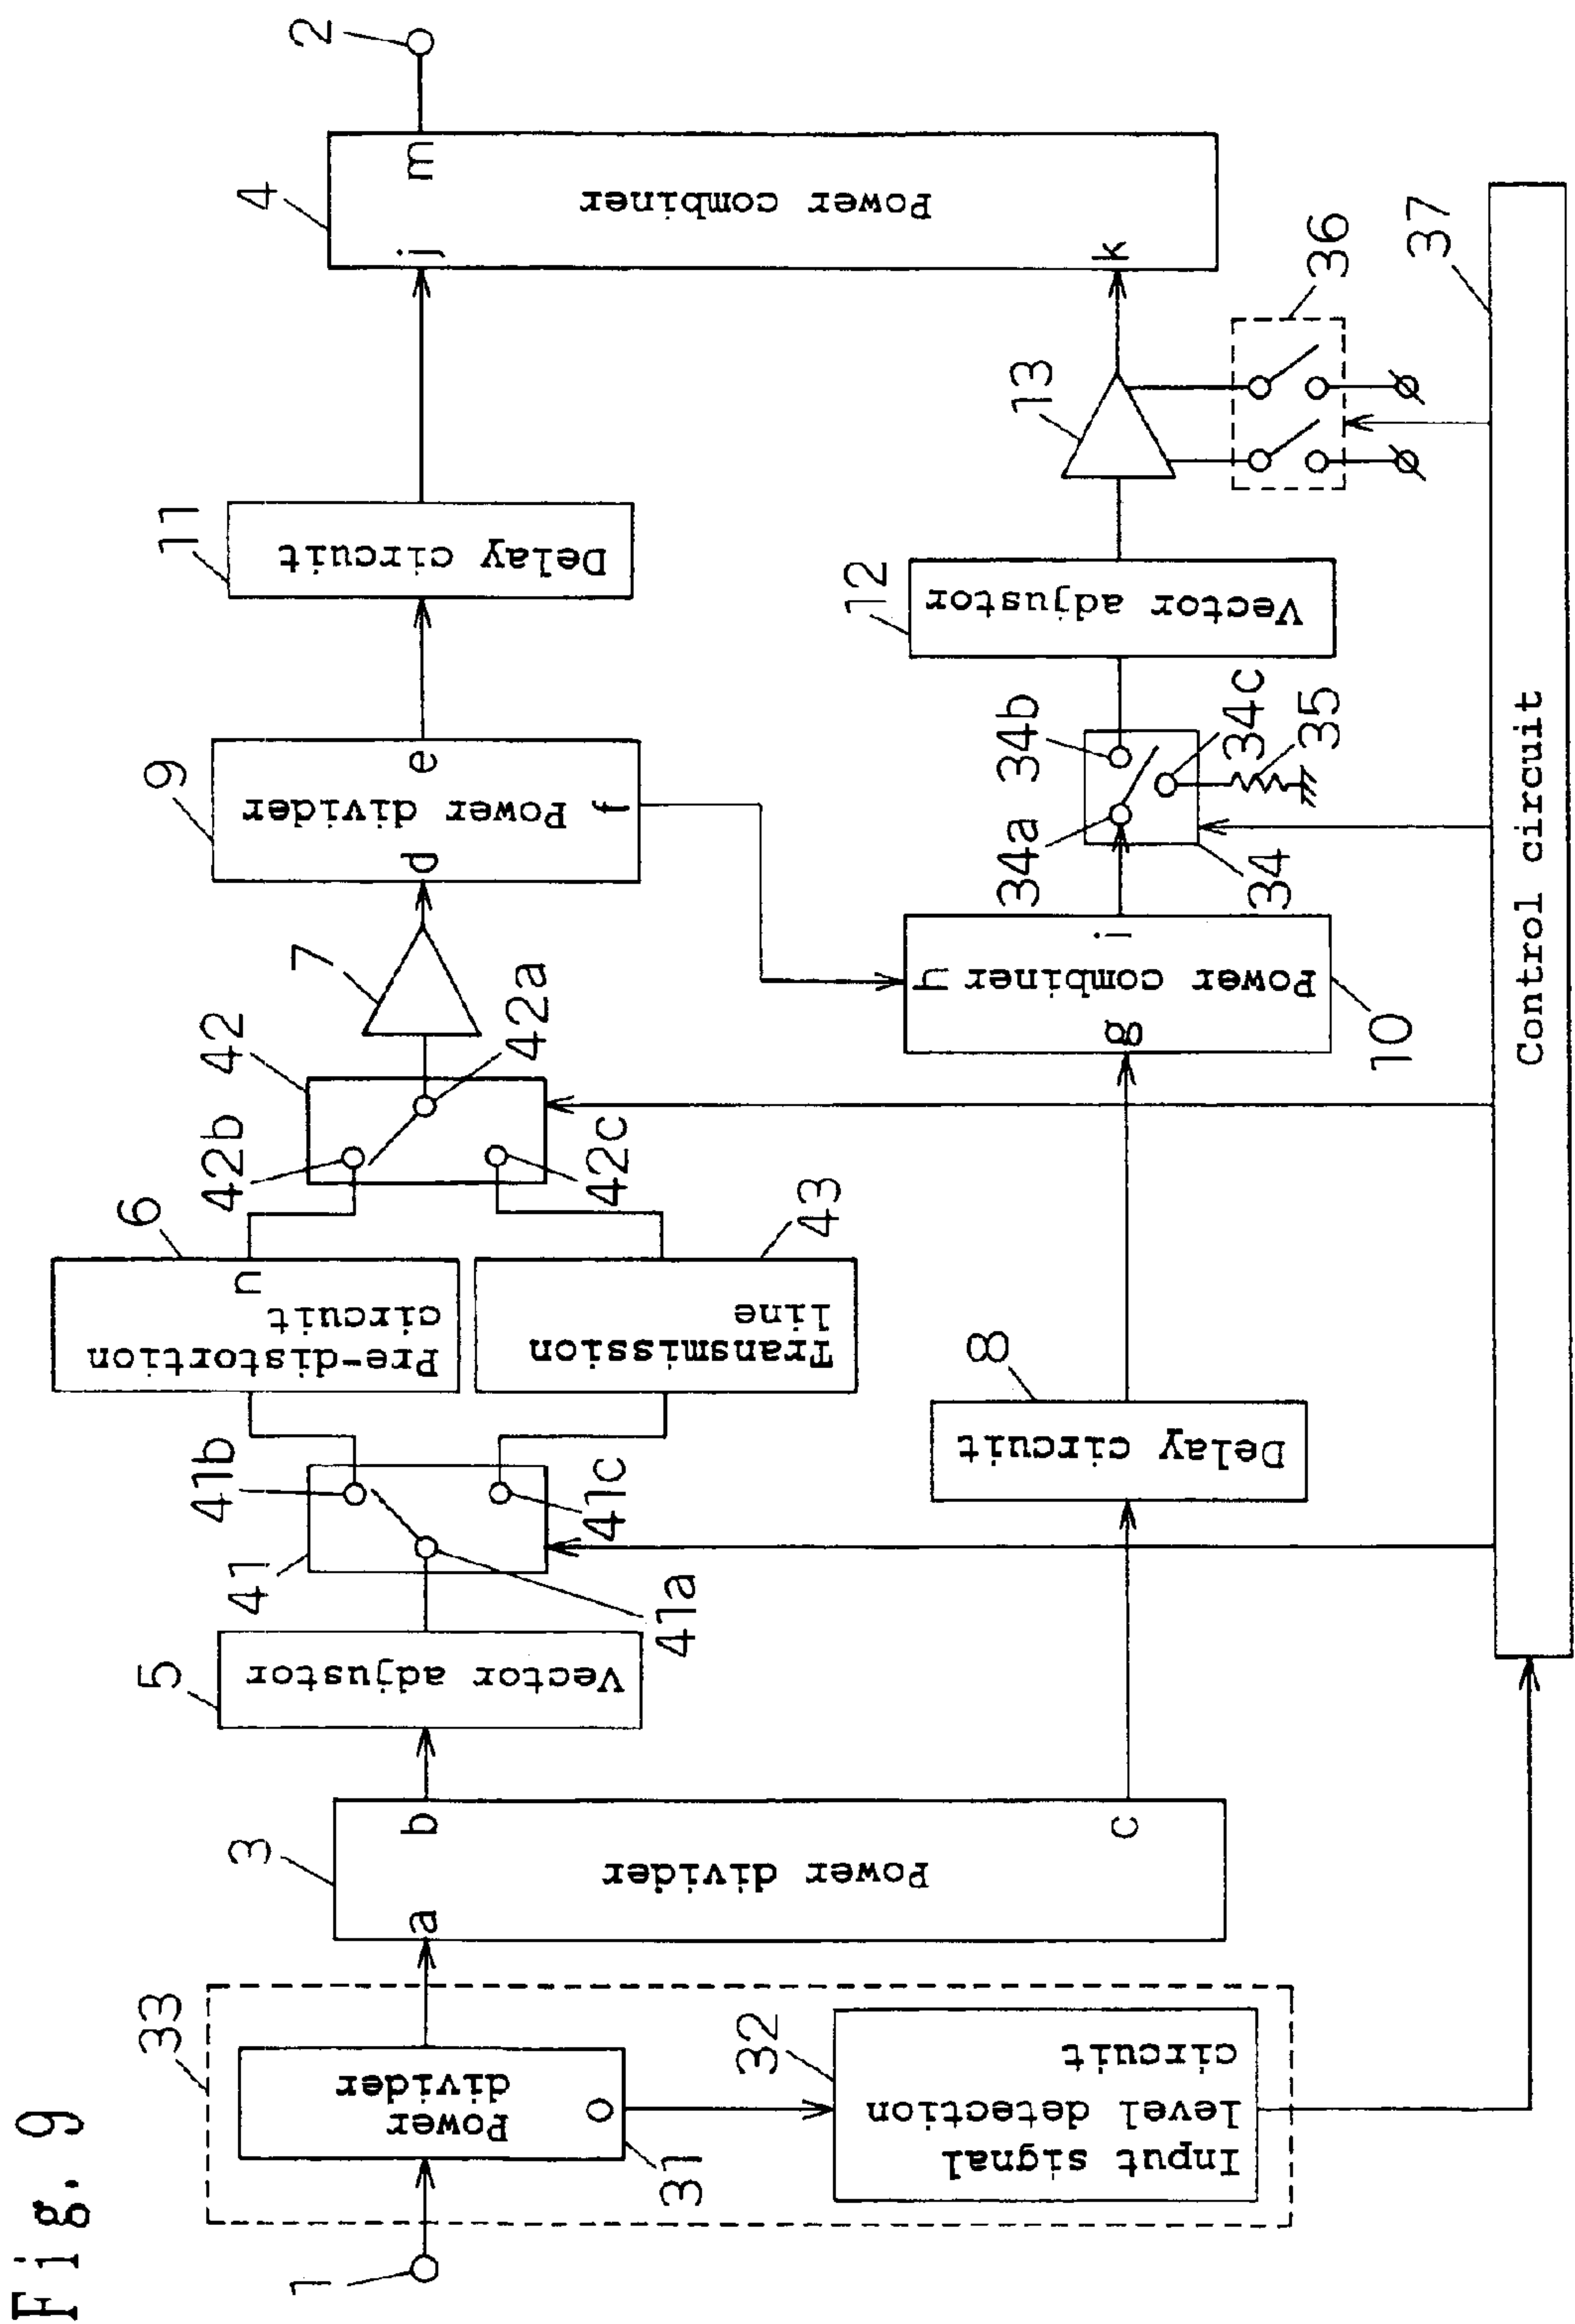 Fig. 9
1
33
Power
divider
o
31
32
Input signal
level detection
circuit
3
a
b
c
Power divider
5
Vector adjustor
41
41a
41b
41c
6
Pre-distortion
circuit
n
Transmission
line
43
42
42a
42b
42c
7
8
Delay circuit
9
d
e
f
Power divider
g
h
i
Power combiner
10
34
34a
34b
34c
35
11
Delay circuit
12
Vector adjustor
13
36
4
j
k
m
Power combiner
2
37
Control circuit